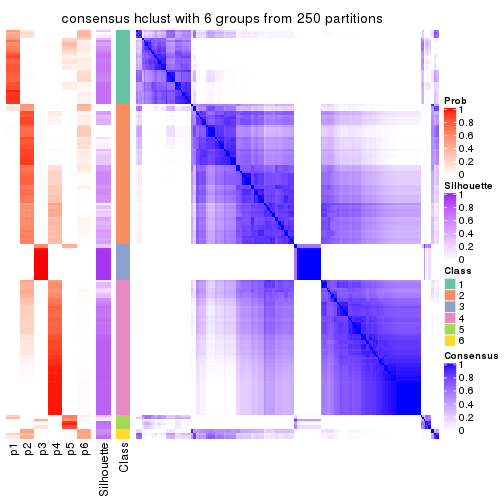 consensus hclust with 6 groups from 250 partitions
Prob
1
0.8
0.6
0.4
0.2
0
Silhouette
1
0.8
0.6
0.4
0.2
0
Class
1
2
3
4
5
6
Consensus
1
0.8
0.6
0.4
0.2
0
p1
p2
p3
p4
p5
p6
Silhouette
Class